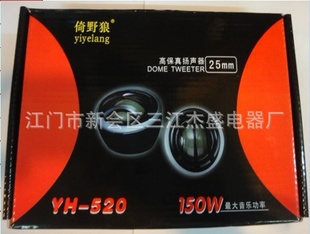 倚野狼
yiyelang
高保真扬声器
DOME TWEETER
25mm
江门市新会区三江杰盛电器厂
YH-520
150W 最大音乐功率